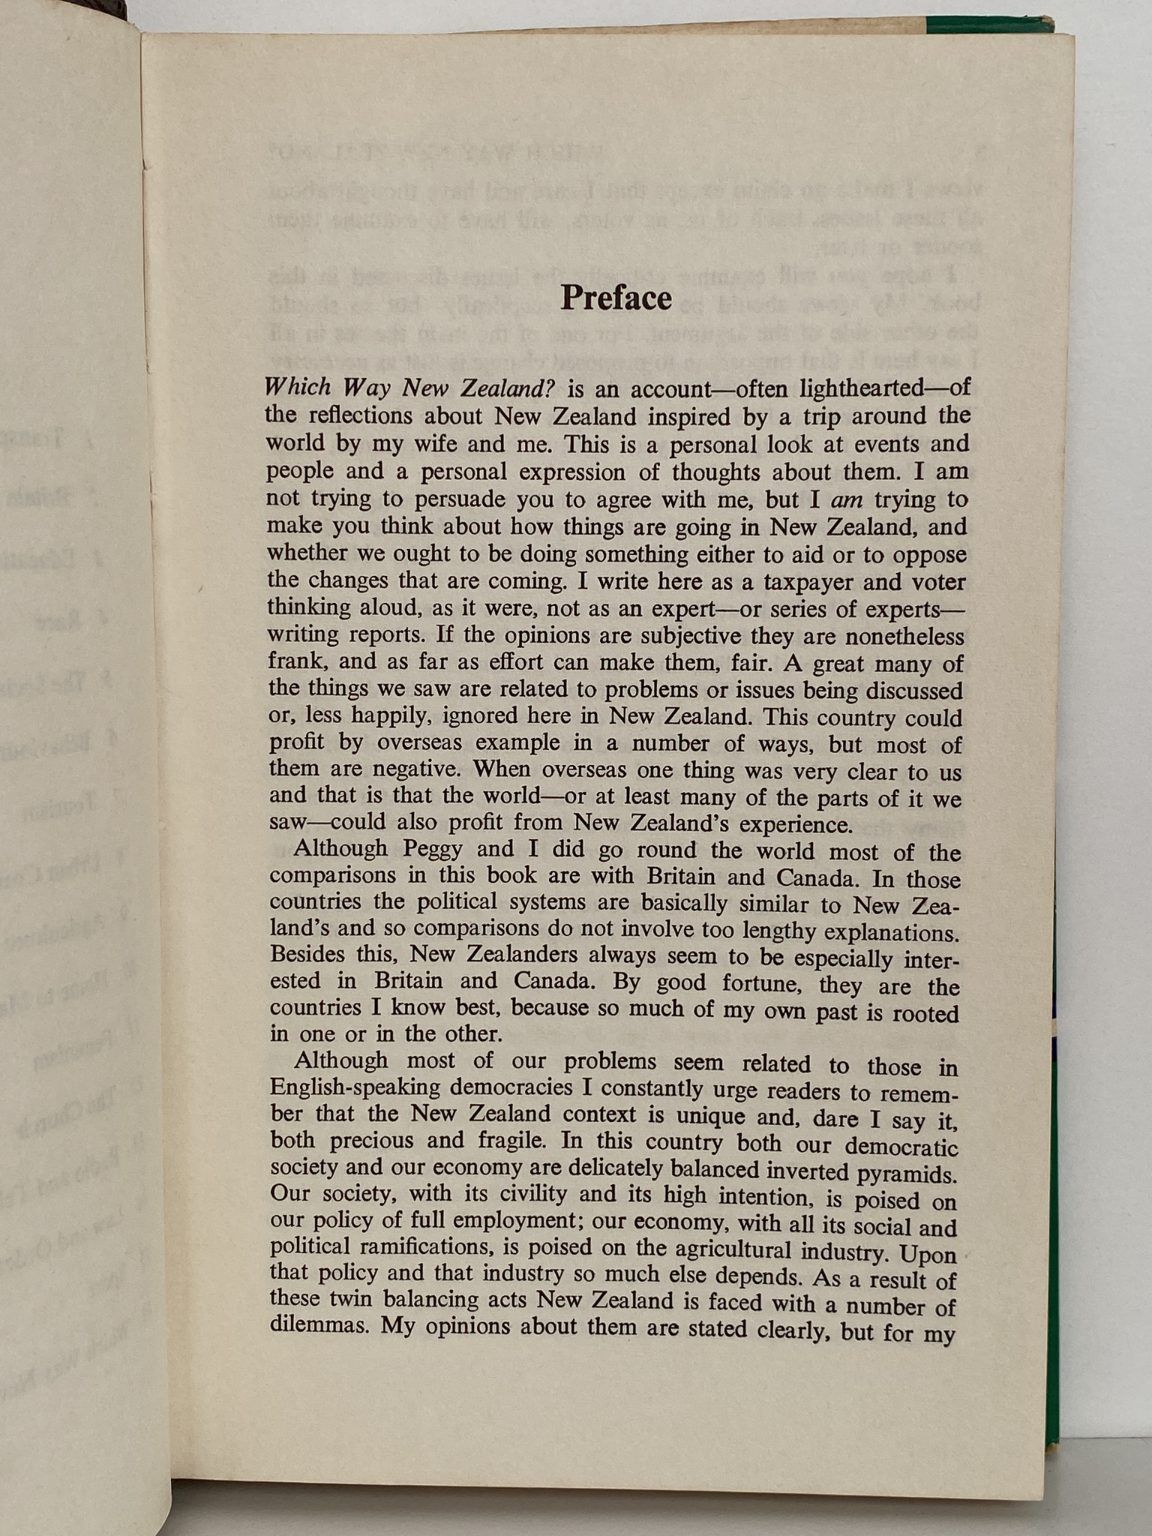 Preface
Which Way New Zealand? is an account—often lighthearted—of
the reflections about New Zealand inspired by a trip around the
world by my wife and me. This is a personal look at events and
people and a personal expression of thoughts about them. I am
not trying to persuade you to agree with me, but I am trying to
make you think about how things are going in New Zealand, and
whether we ought to be doing something either to aid or to oppose
the changes that are coming. I write here as a taxpayer and voter
thinking aloud, as it were, not as an expert—or series of experts—
writing reports. If the opinions are subjective they are nonetheless
frank, and as far as effort can make them, fair. A great many of
the things we saw are related to problems or issues being discussed
or, less happily, ignored here in New Zealand. This country could
profit by overseas example in a number of ways, but most of
them are negative. When overseas one thing was very clear to us
and that is that the world—or at least many of the parts of it we
saw—could also profit from New Zealand's experience.
Although Peggy and I did go round the world most of the
comparisons in this book are with Britain and Canada. In those
countries the political systems are basically similar to New Zea-
land's and so comparisons do not involve too lengthy explanations.
Besides this, New Zealanders always seem to be especially inter-
ested in Britain and Canada. By good fortune, they are the
countries I know best, because so much of my own past is rooted
in one or in the other.
Although most of our problems seem related to those in
English-speaking democracies I constantly urge readers to remem-
ber that the New Zealand context is unique and, dare I say it,
both precious and fragile. In this country both our democratic
society and our economy are delicately balanced inverted pyramids.
Our society, with its civility and its high intention, is poised on
our policy of full employment; our economy, with all its social and
political ramifications, is poised on the agricultural industry. Upon
that policy and that industry so much else depends. As a result of
these twin balancing acts New Zealand is faced with a number of
dilemmas. My opinions about them are stated clearly, but for my